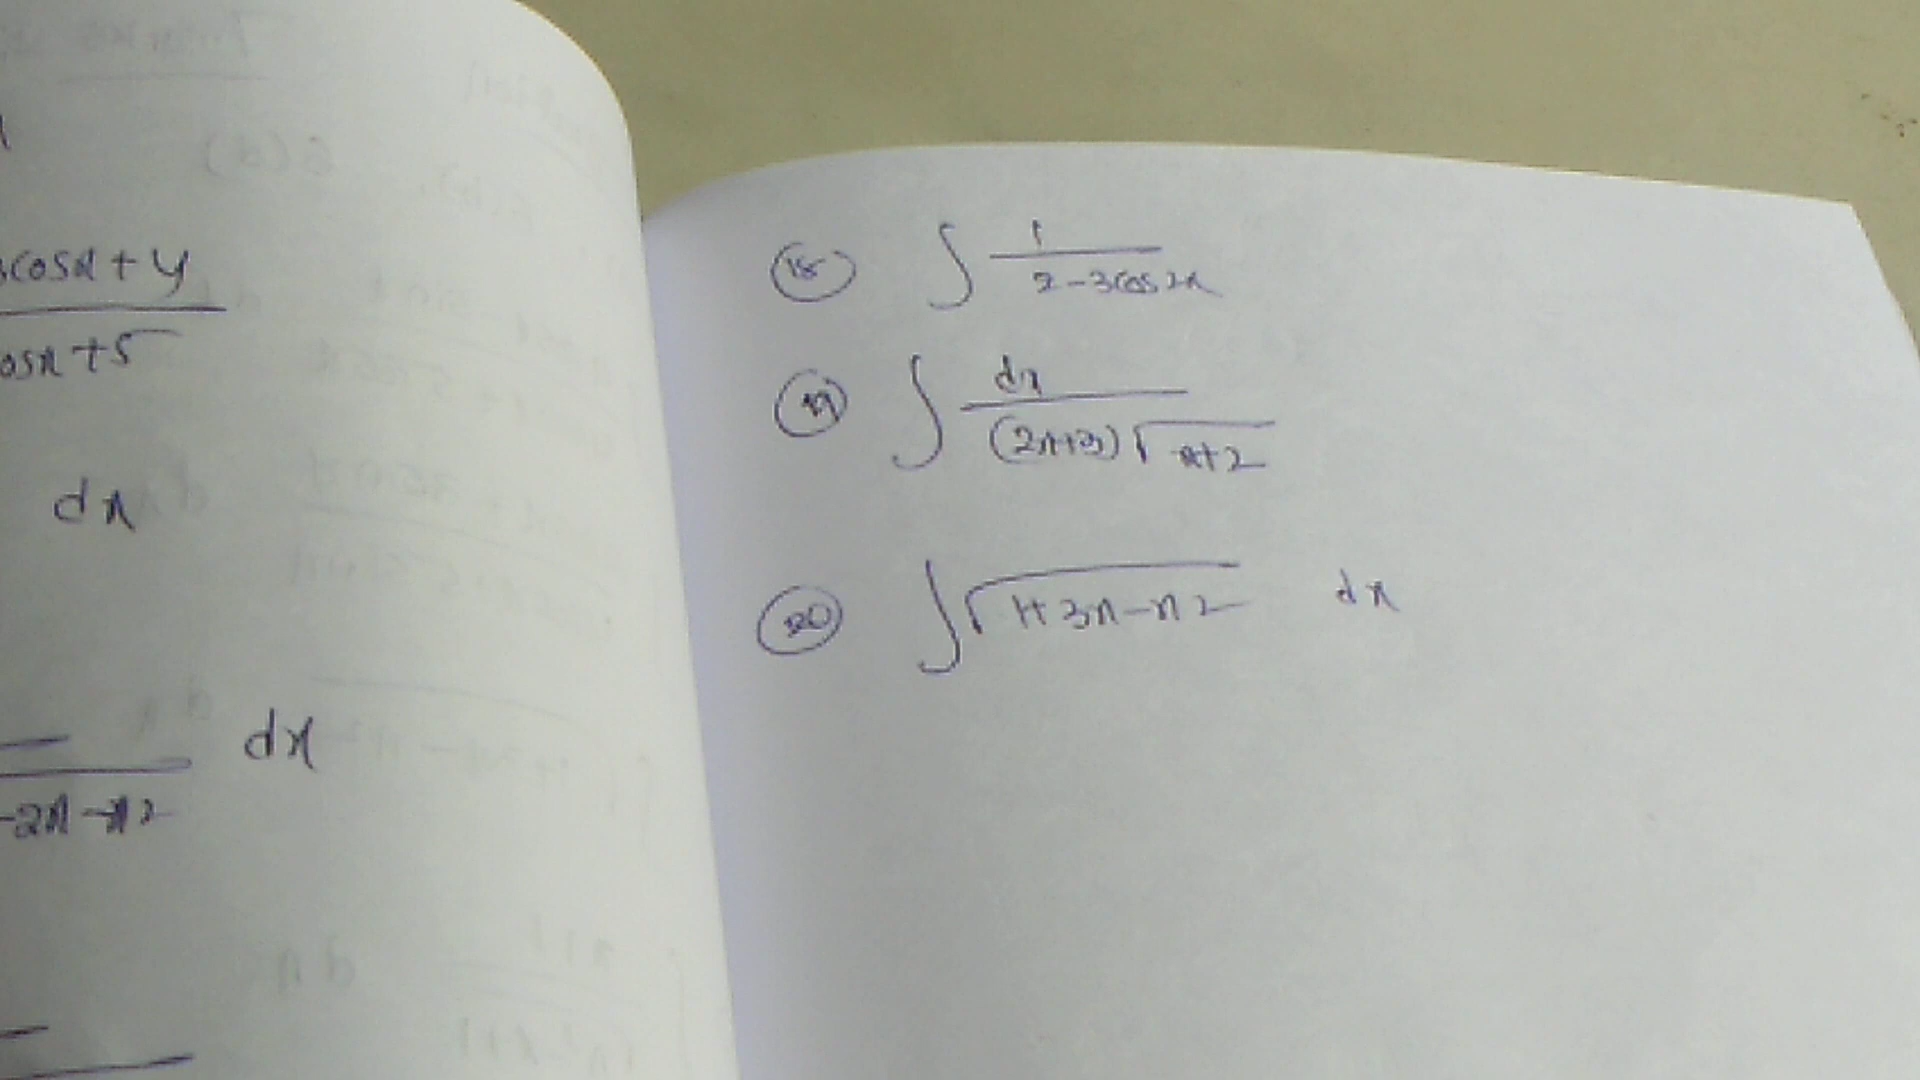 3cosx + 4
osx + 5
dx
dx
-2x-x2
(18) ∫ 1
2-3cos2x
(19) ∫ dx
(2x+3)√x+2
(20) ∫√1+3x-x2 dx